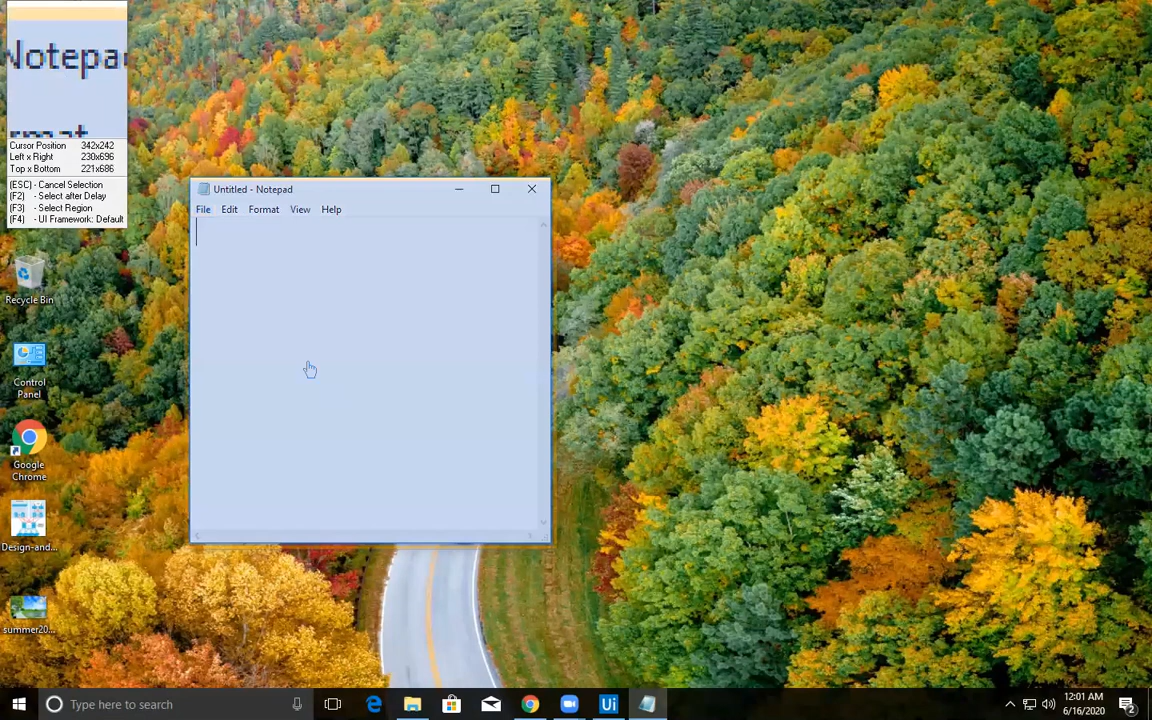 Notepad
Cursor Position 342x242
Left x Right 230x696
Top x Bottom 221x686
(ESC) - Cancel Selection
(F2) - Select after Delay
(F3) - Select Region
(F4) - UI Framework: Default
Untitled - Notepad
File Edit Format View Help
Recycle Bin
Control
Panel
Google
Chrome
Design-and...
summer20...
Type here to search
Ui
12:01 AM
6/16/2020
2